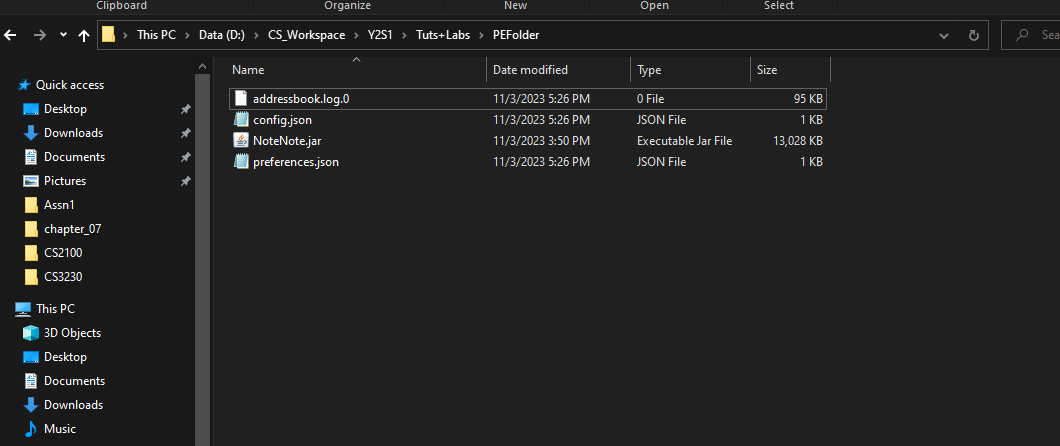 Clipboard Organize New Open Select
This PC > Data (D:) > CS_Workspace > Y2S1 > Tuts+Labs > PEFolder
Sea
Quick access
Desktop
Downloads
Documents
Pictures
Assn1
chapter_07
CS2100
CS3230
This PC
3D Objects
Desktop
Documents
Downloads
Music
Name Date modified Type Size
addressbook.log.0 11/3/2023 5:26 PM 0 File 95 KB
config.json 11/3/2023 5:26 PM JSON File 1 KB
NoteNote.jar 11/3/2023 3:50 PM Executable Jar File 13,028 KB
preferences.json 11/3/2023 5:26 PM JSON File 1 KB